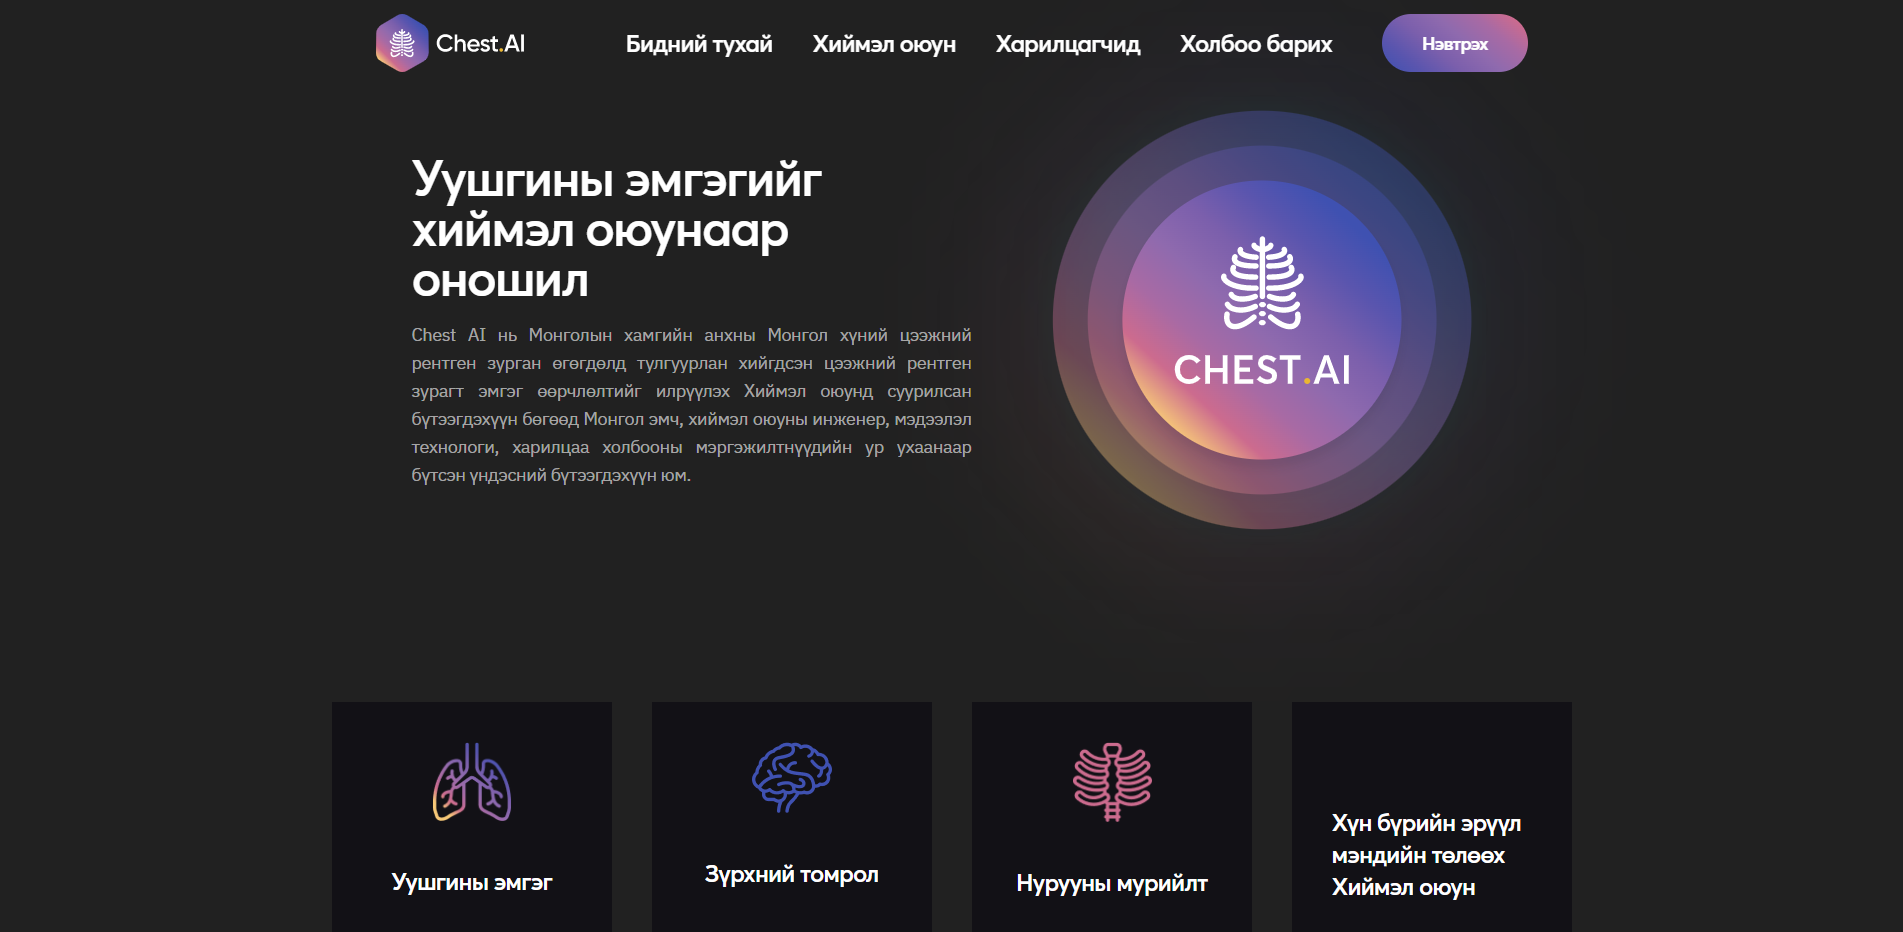 Chest.AI
Бидний тухай
Хиймэл оюун
Харилцагчид
Холбоо барих
Нэвтрэх
Уушгины эмгэгийг
хиймэл оюунаар
оношил
Chest AI нь Монголын хамгийн анхны Монгол хүний цээжний
рентген зурган өгөгдөлд тулгуурлан хийгдсэн цээжний рентген
зурагт эмгэг өөрчлөлтийг илрүүлэх Хиймэл оюунд суурилсан
бүтээгдэхүүн бөгөөд Монгол эмч, хиймэл оюуны инженер, мэдээлэл
технологи, харилцаа холбооны мэргэжилтнүүдийн ур ухаанаар
бүтсэн үндэсний бүтээгдэхүүн юм.
CHEST.AI
Уушгины эмгэг
Зүрхний томрол
Нурууны мурийлт
Хүн бүрийн эрүүл
мэндийн төлөөх
Хиймэл оюун